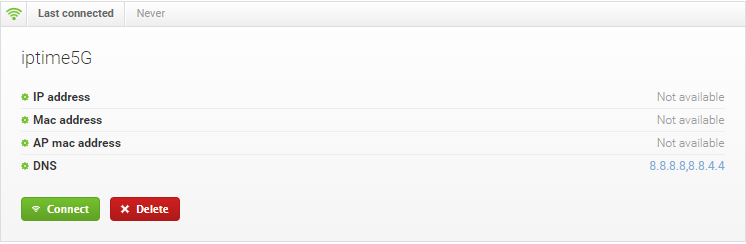 Last connected Never
iptime5G
IP address Not available
Mac address Not available
AP mac address Not available
DNS 8.8.8.8,8.8.4.4
Connect Delete